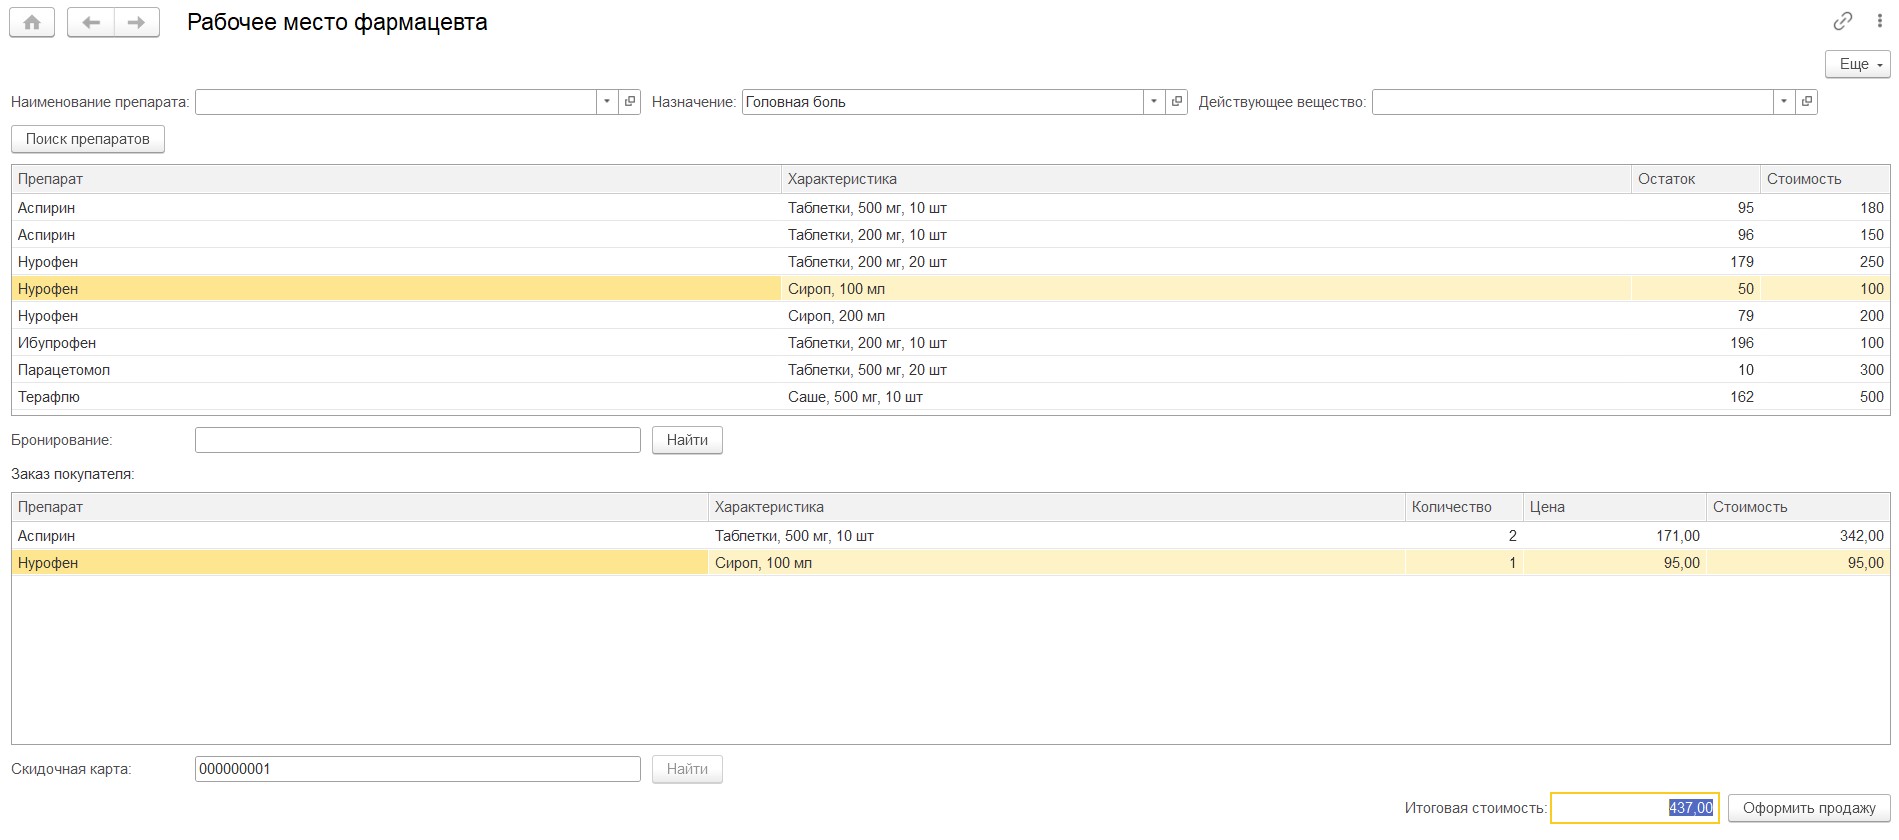 Рабочее место фармацевта
Еще
Наименование препарата: Назначение: Головная боль Действующее вещество:
Поиск препаратов
Препарат Характеристика Остаток Стоимость
Аспирин Таблетки, 500 мг, 10 шт 95 180
Аспирин Таблетки, 200 мг, 10 шт 96 150
Нурофен Таблетки, 200 мг, 20 шт 179 250
Нурофен Сироп, 100 мл 50 100
Нурофен Сироп, 200 мл 79 200
Ибупрофен Таблетки, 200 мг, 10 шт 196 100
Парацетомол Таблетки, 500 мг, 20 шт 10 300
Терафлю Саше, 500 мг, 10 шт 162 500
Бронирование: Найти
Заказ покупателя:
Препарат Характеристика Количество Цена Стоимость
Аспирин Таблетки, 500 мг, 10 шт 2 171,00 342,00
Нурофен Сироп, 100 мл 1 95,00 95,00
Скидочная карта: 000000001 Найти
Итоговая стоимость: 437,00 Оформить продажу